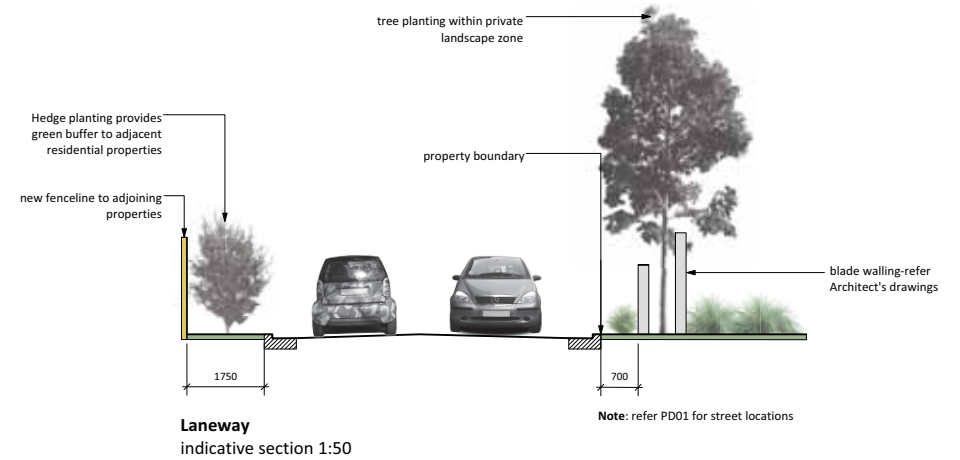 tree planting within private
landscape zone
Hedge planting provides
green buffer to adjacent
residential properties
property boundary
new fenceline to adjoining
properties
blade walling-refer
Architect's drawings
1750
700
Note: refer PD01 for street locations
Laneway
indicative section 1:50